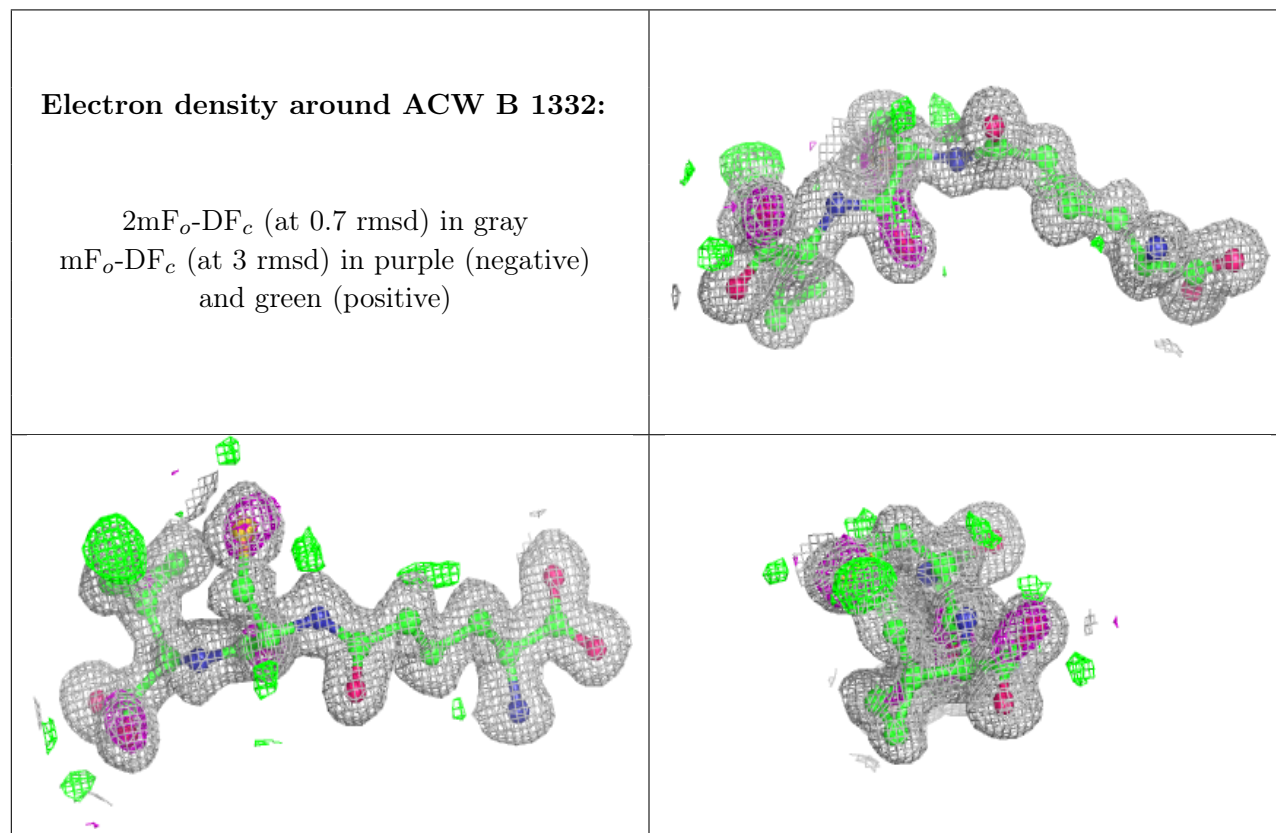 Electron density around ACW B 1332:
2mFo-DFc (at 0.7 rmsd) in gray
mFo-DFc (at 3 rmsd) in purple (negative)
and green (positive)